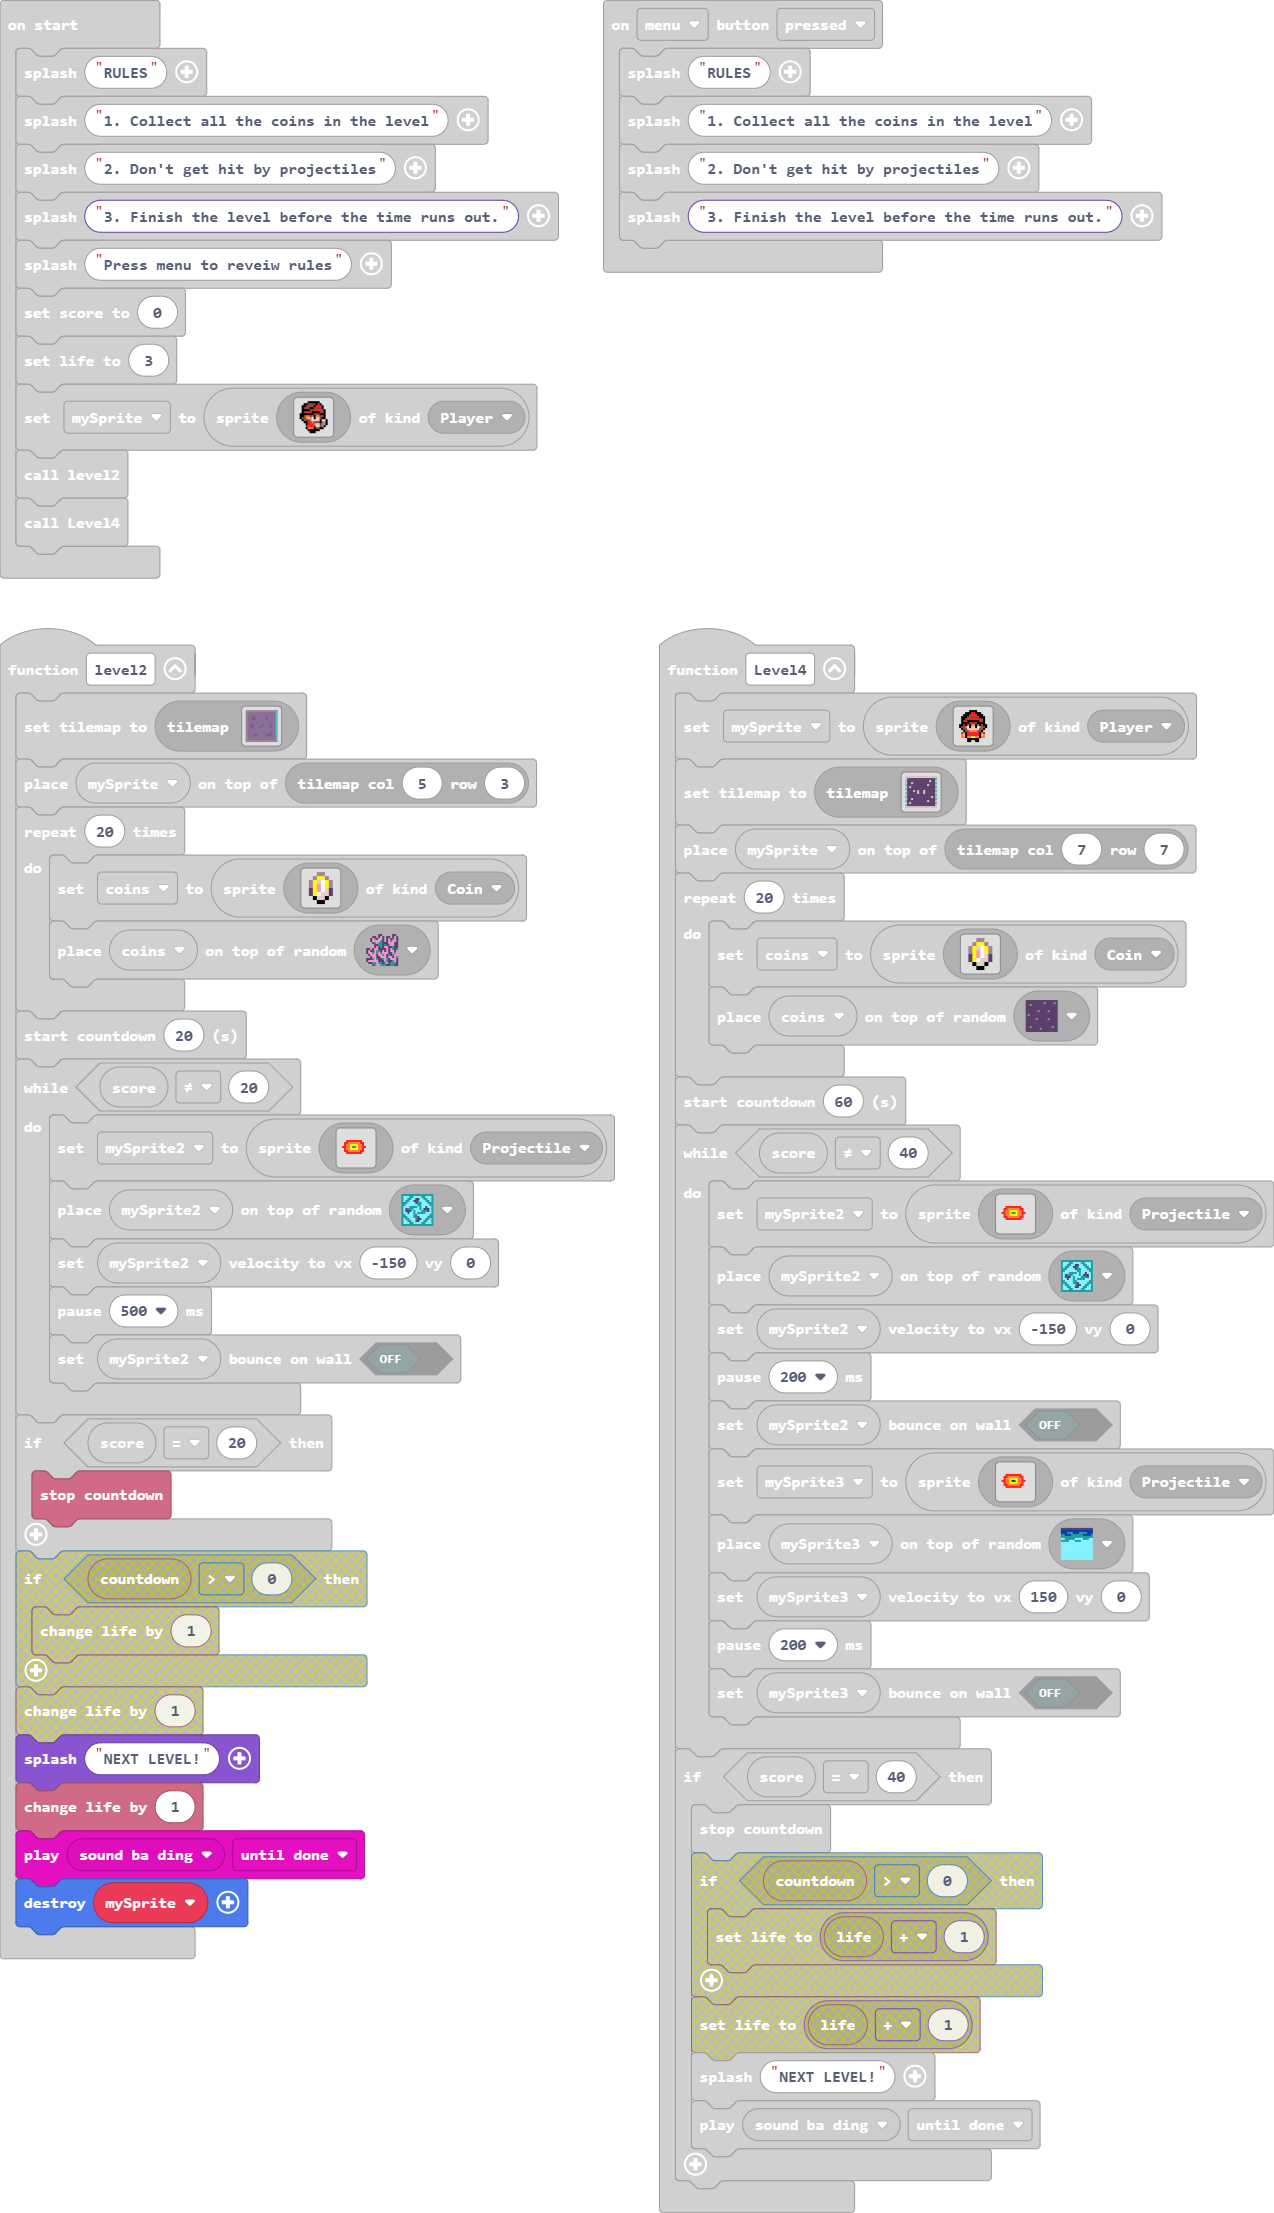 on start
splash "RULES"
splash "1. Collect all the coins in the level"
splash "2. Don't get hit by projectiles"
splash "3. Finish the level before the time runs out."
splash "Press menu to reveiw rules"
set score to 0
set life to 3
set mySprite to sprite of kind Player
call level2
call Level4
on menu button pressed
splash "RULES"
splash "1. Collect all the coins in the level"
splash "2. Don't get hit by projectiles"
splash "3. Finish the level before the time runs out."
function level2
set tilemap to tilemap
place mySprite on top of tilemap col 5 row 3
repeat 20 times
do
set coins to sprite of kind Coin
place coins on top of random
start countdown 20 (s)
while score ≠ 20
do
set mySprite2 to sprite of kind Projectile
place mySprite2 on top of random
set mySprite2 velocity to vx -150 vy 0
pause 500 ms
set mySprite2 bounce on wall OFF
if score = 20 then
stop countdown
if countdown > 0 then
change life by 1
change life by 1
splash "NEXT LEVEL!"
change life by 1
play sound ba ding until done
destroy mySprite
function Level4
set mySprite to sprite of kind Player
set tilemap to tilemap
place mySprite on top of tilemap col 7 row 7
repeat 20 times
do
set coins to sprite of kind Coin
place coins on top of random
start countdown 60 (s)
while score ≠ 40
do
set mySprite2 to sprite of kind Projectile
place mySprite2 on top of random
set mySprite2 velocity to vx -150 vy 0
pause 200 ms
set mySprite2 bounce on wall OFF
set mySprite3 to sprite of kind Projectile
place mySprite3 on top of random
set mySprite3 velocity to vx 150 vy 0
pause 200 ms
set mySprite3 bounce on wall OFF
if score = 40 then
stop countdown
if countdown > 0 then
set life to life + 1
set life to life + 1
splash "NEXT LEVEL!"
play sound ba ding until done